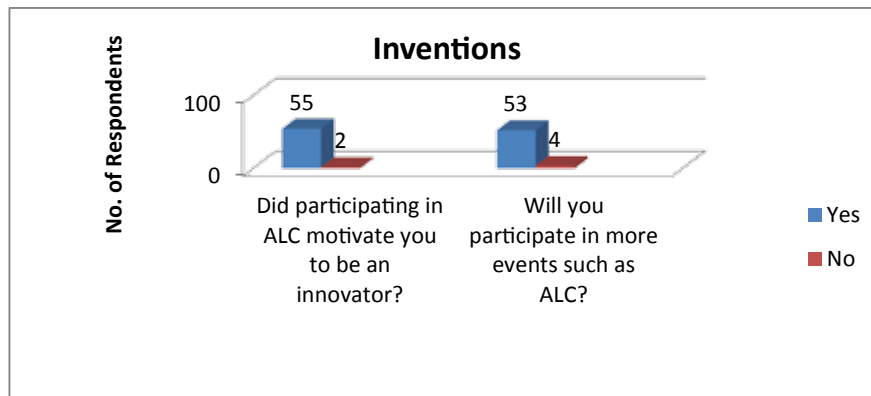 Inventions
No. of Respondents
100
0
55
2
53
4
Did participating in
ALC motivate you
to be an
innovator?
Will you
participate in more
events such as
ALC?
Yes
No